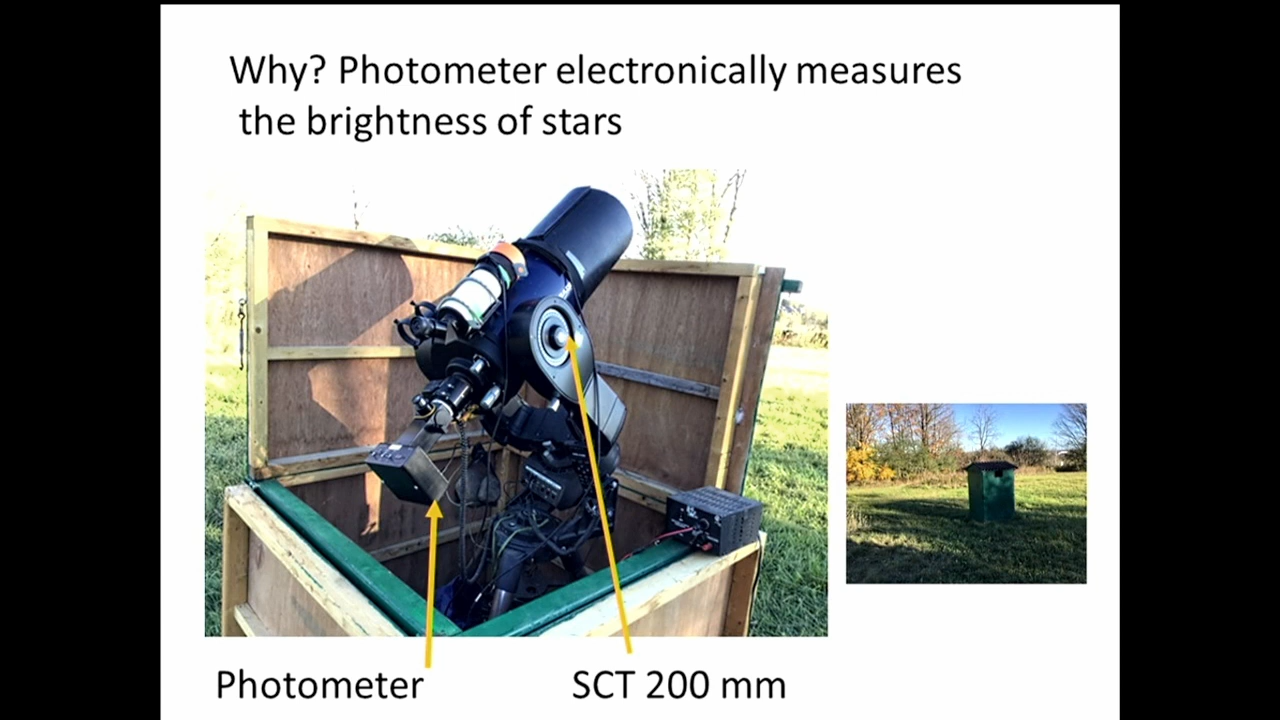 Why? Photometer electronically measures
the brightness of stars
Photometer
SCT 200 mm